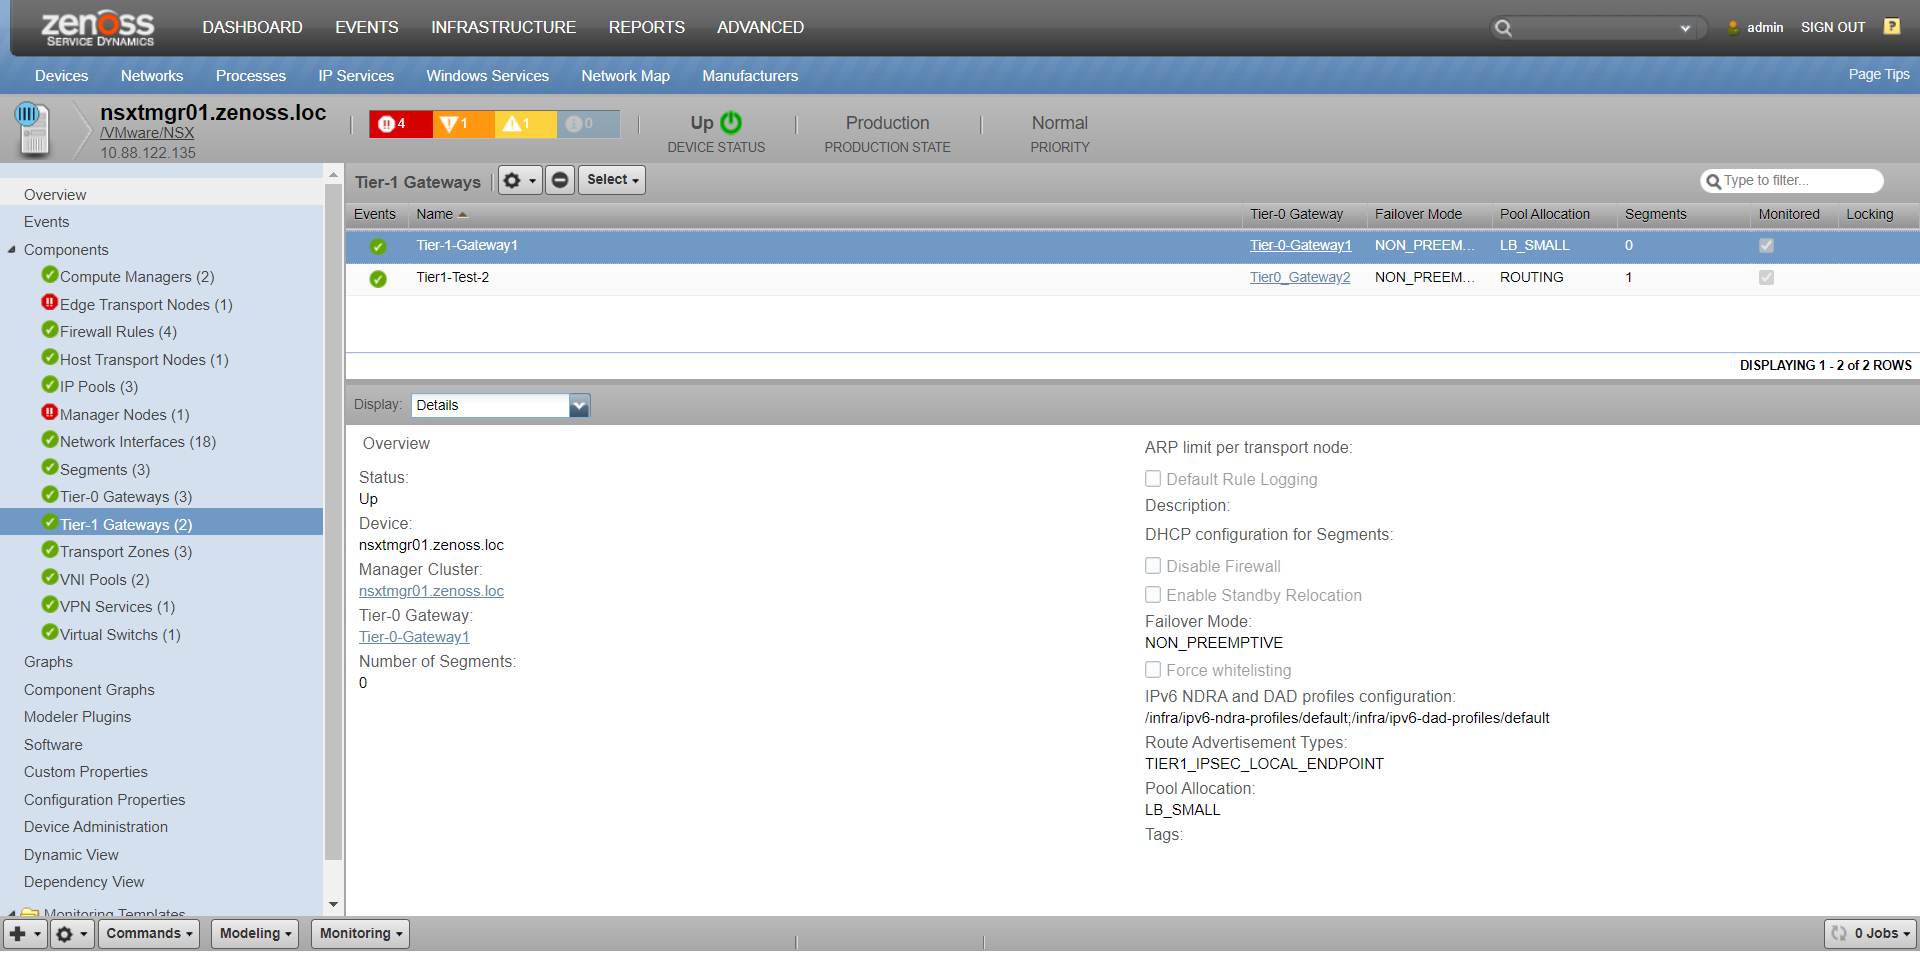 zenoss
SERVICE DYNAMICS
DASHBOARD EVENTS INFRASTRUCTURE REPORTS ADVANCED
admin SIGN OUT ?
Devices Networks Processes IP Services Windows Services Network Map Manufacturers Page Tips
nsxtmgr01.zenoss.loc
/VMware/NSX
10.88.122.135
4 1 1 0
Up
DEVICE STATUS
Production
PRODUCTION STATE
Normal
PRIORITY
Overview
Events
Components
Compute Managers (2)
Edge Transport Nodes (1)
Firewall Rules (4)
Host Transport Nodes (1)
IP Pools (3)
Manager Nodes (1)
Network Interfaces (18)
Segments (3)
Tier-0 Gateways (3)
Tier-1 Gateways (2)
Transport Zones (3)
VNI Pools (2)
VPN Services (1)
Virtual Switchs (1)
Graphs
Component Graphs
Modeler Plugins
Software
Custom Properties
Configuration Properties
Device Administration
Dynamic View
Dependency View
Monitoring Templates
Tier-1 Gateways Select Type to filter...
Events Name Tier-0 Gateway Failover Mode Pool Allocation Segments Monitored Locking
Tier-1-Gateway1 Tier-0-Gateway1 NON_PREEM... LB_SMALL 0
Tier1-Test-2 Tier0_Gateway2 NON_PREEM... ROUTING 1
DISPLAYING 1 - 2 of 2 ROWS
Display: Details
Overview
Status:
Up
Device:
nsxtmgr01.zenoss.loc
Manager Cluster:
nsxtmgr01.zenoss.loc
Tier-0 Gateway:
Tier-0-Gateway1
Number of Segments:
0
ARP limit per transport node:
Default Rule Logging
Description:
DHCP configuration for Segments:
Disable Firewall
Enable Standby Relocation
Failover Mode:
NON_PREEMPTIVE
Force whitelisting
IPv6 NDRA and DAD profiles configuration:
/infra/ipv6-ndra-profiles/default;/infra/ipv6-dad-profiles/default
Route Advertisement Types:
TIER1_IPSEC_LOCAL_ENDPOINT
Pool Allocation:
LB_SMALL
Tags:
Commands Modeling Monitoring 0 Jobs